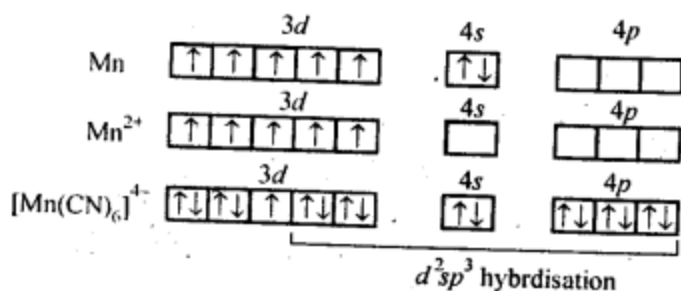 3d 4s 4p
Mn ↑ ↑ ↑ ↑ ↑ ↑↓
3d 4s 4p
Mn²⁺ ↑ ↑ ↑ ↑ ↑
3d 4s 4p
[Mn(CN)₆]⁴⁻ ↑↓ ↑↓ ↑ ↑↓ ↑↓ ↑↓ ↑↓ ↑↓ ↑↓
d²sp³ hybrdisation